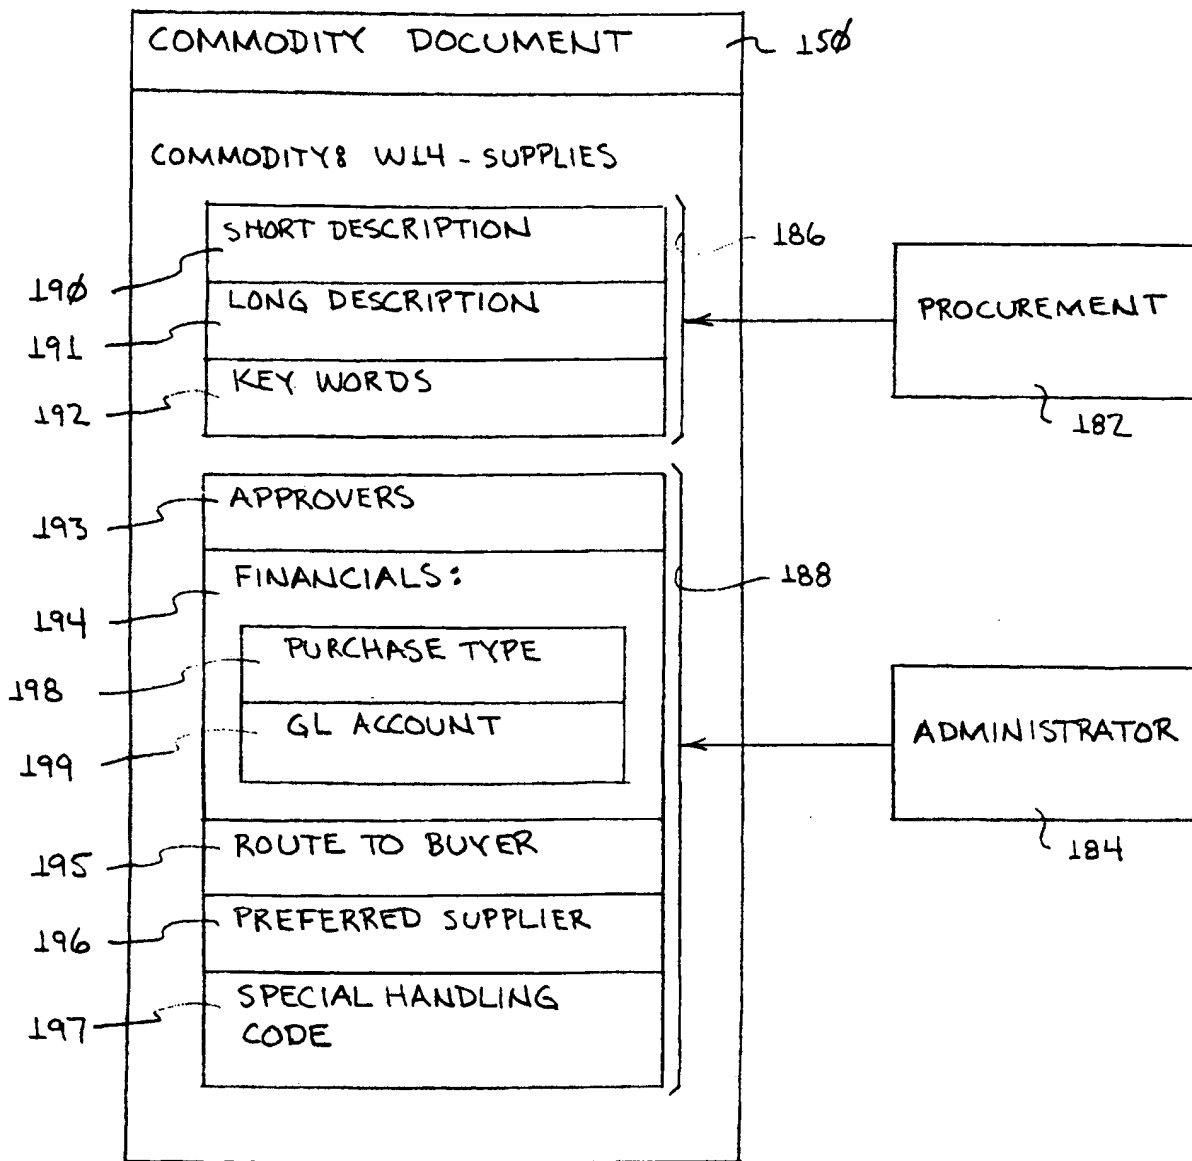 COMMODITY DOCUMENT
150
COMMODITY: W14 - SUPPLIES
SHORT DESCRIPTION
186
190
LONG DESCRIPTION
PROCUREMENT
191
KEY WORDS
192
182
APPROVERS
193
FINANCIALS:
188
194
PURCHASE TYPE
198
GL ACCOUNT
ADMINISTRATOR
199
ROUTE TO BUYER
184
195
PREFERRED SUPPLIER
196
SPECIAL HANDLING
CODE
197